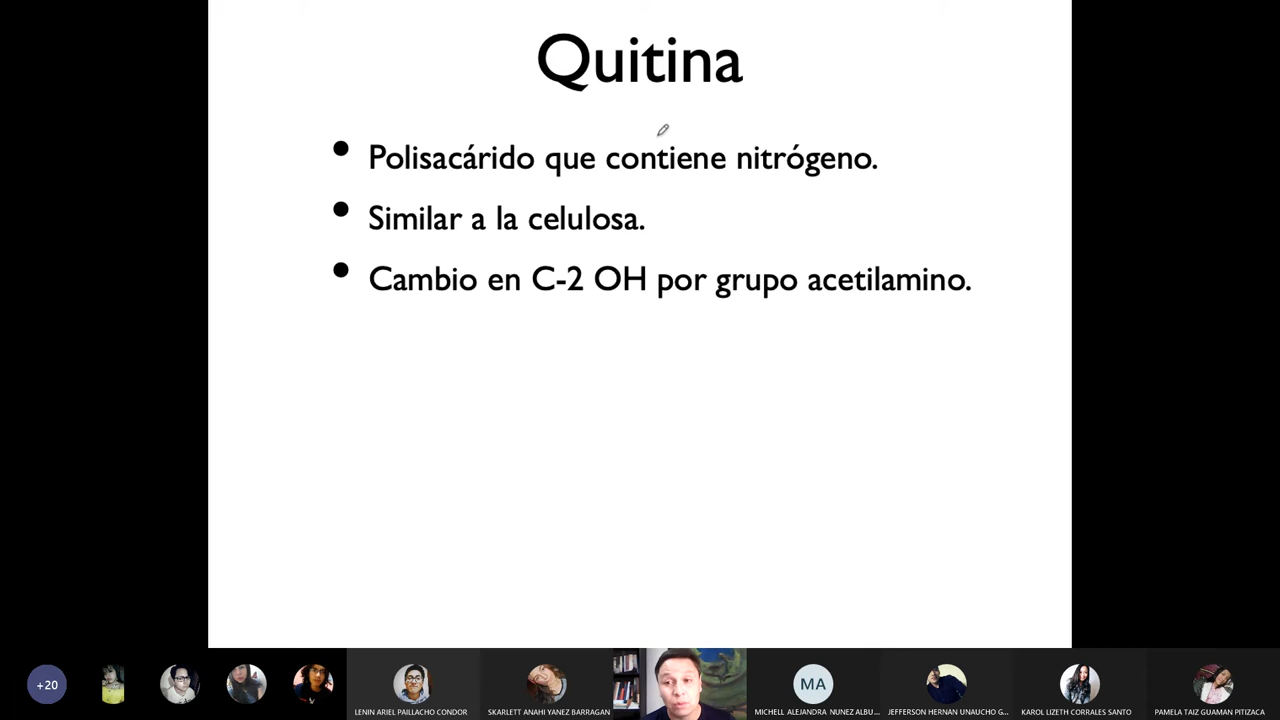 Quitina
• Polisacárido que contiene nitrógeno.
• Similar a la celulosa.
• Cambio en C-2 OH por grupo acetilamino.
+20
MA
LENIN ARIEL PAILLACHO CONDOR
SKARLETT ANAHI YANEZ BARRAGAN
MICHELL ALEJANDRA NUNEZ ALBU...
JEFFERSON HERNAN UNAUCHO G...
KAROL LIZETH CORRALES SANTO
PAMELA TAIZ GUAMAN PITIZACA